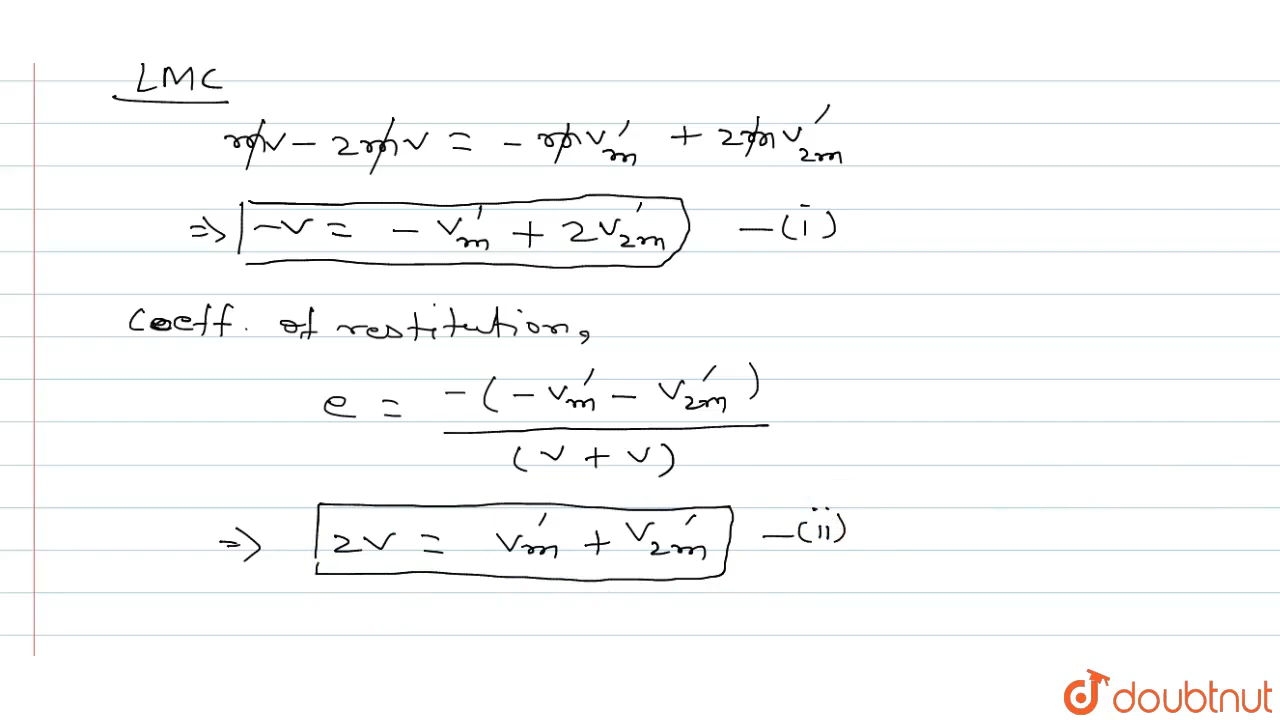 LMC
mv - 2mv = - mv'm + 2mv'2m
⇒ -v = - v'm + 2v'2m -(i)
Coeff. of restitution,
e = -(-v'm - v'2m) / (v + v)
⇒ 2v = v'm + v'2m -(ii)
doubtnut